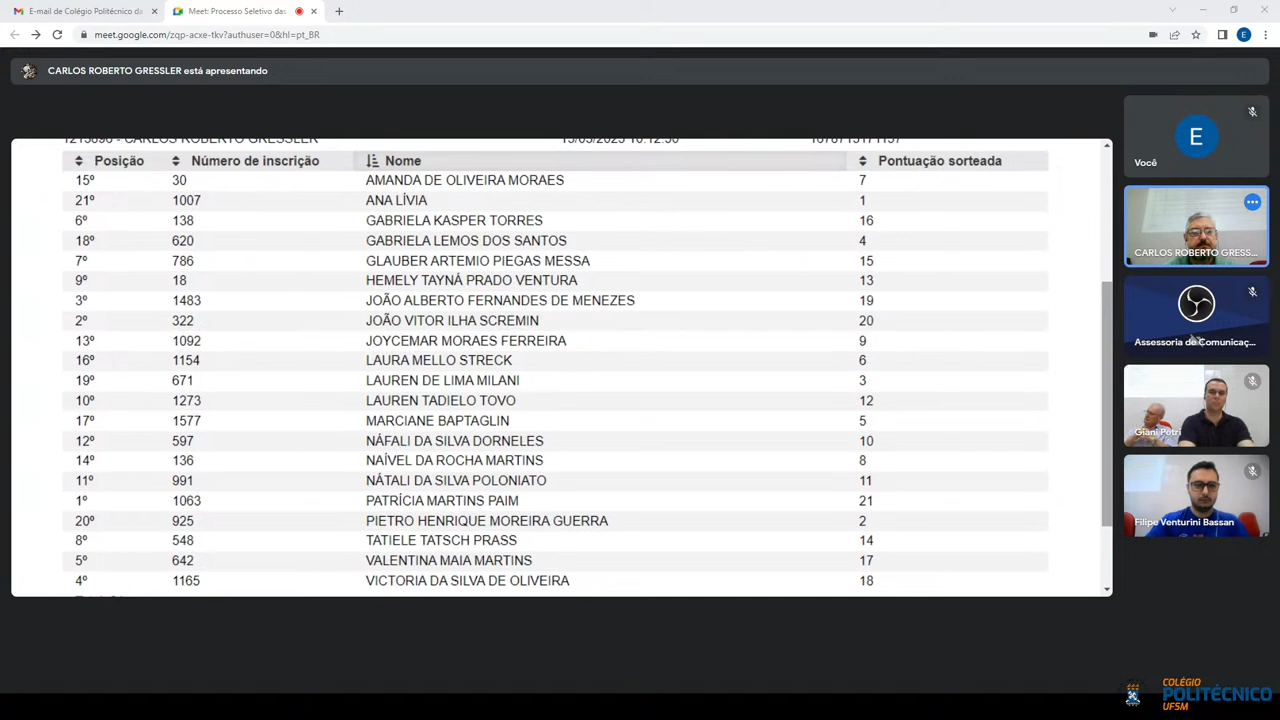 E-mail de Colégio Politécnico da
Meet: Processo Seletivo das
meet.google.com/zqp-acxe-tkv?authuser=0&hl=pt_BR
E
CARLOS ROBERTO GRESSLER está apresentando
CARLOS ROBERTO GRESSLER
Posição Número de inscrição Nome Pontuação sorteada
15º 30 AMANDA DE OLIVEIRA MORAES 7
21º 1007 ANA LÍVIA 1
6º 138 GABRIELA KASPER TORRES 16
18º 620 GABRIELA LEMOS DOS SANTOS 4
7º 786 GLAUBER ARTEMIO PIEGAS MESSA 15
9º 18 HEMELY TAYNÁ PRADO VENTURA 13
3º 1483 JOÃO ALBERTO FERNANDES DE MENEZES 19
2º 322 JOÃO VITOR ILHA SCREMIN 20
13º 1092 JOYCEMAR MORAES FERREIRA 9
16º 1154 LAURA MELLO STRECK 6
19º 671 LAUREN DE LIMA MILANI 3
10º 1273 LAUREN TADIELO TOVO 12
17º 1577 MARCIANE BAPTAGLIN 5
12º 597 NÁFALI DA SILVA DORNELES 10
14º 136 NAÍVEL DA ROCHA MARTINS 8
11º 991 NÁTALI DA SILVA POLONIATO 11
1º 1063 PATRÍCIA MARTINS PAIM 21
20º 925 PIETRO HENRIQUE MOREIRA GUERRA 2
8º 548 TATIELE TATSCH PRASS 14
5º 642 VALENTINA MAIA MARTINS 17
4º 1165 VICTORIA DA SILVA DE OLIVEIRA 18
E
Você
CARLOS ROBERTO GRESS...
Assessoria de Comunicaç...
Giani Petri
Filipe Venturini Bassan
COLÉGIO
POLITÉCNICO
UFSM